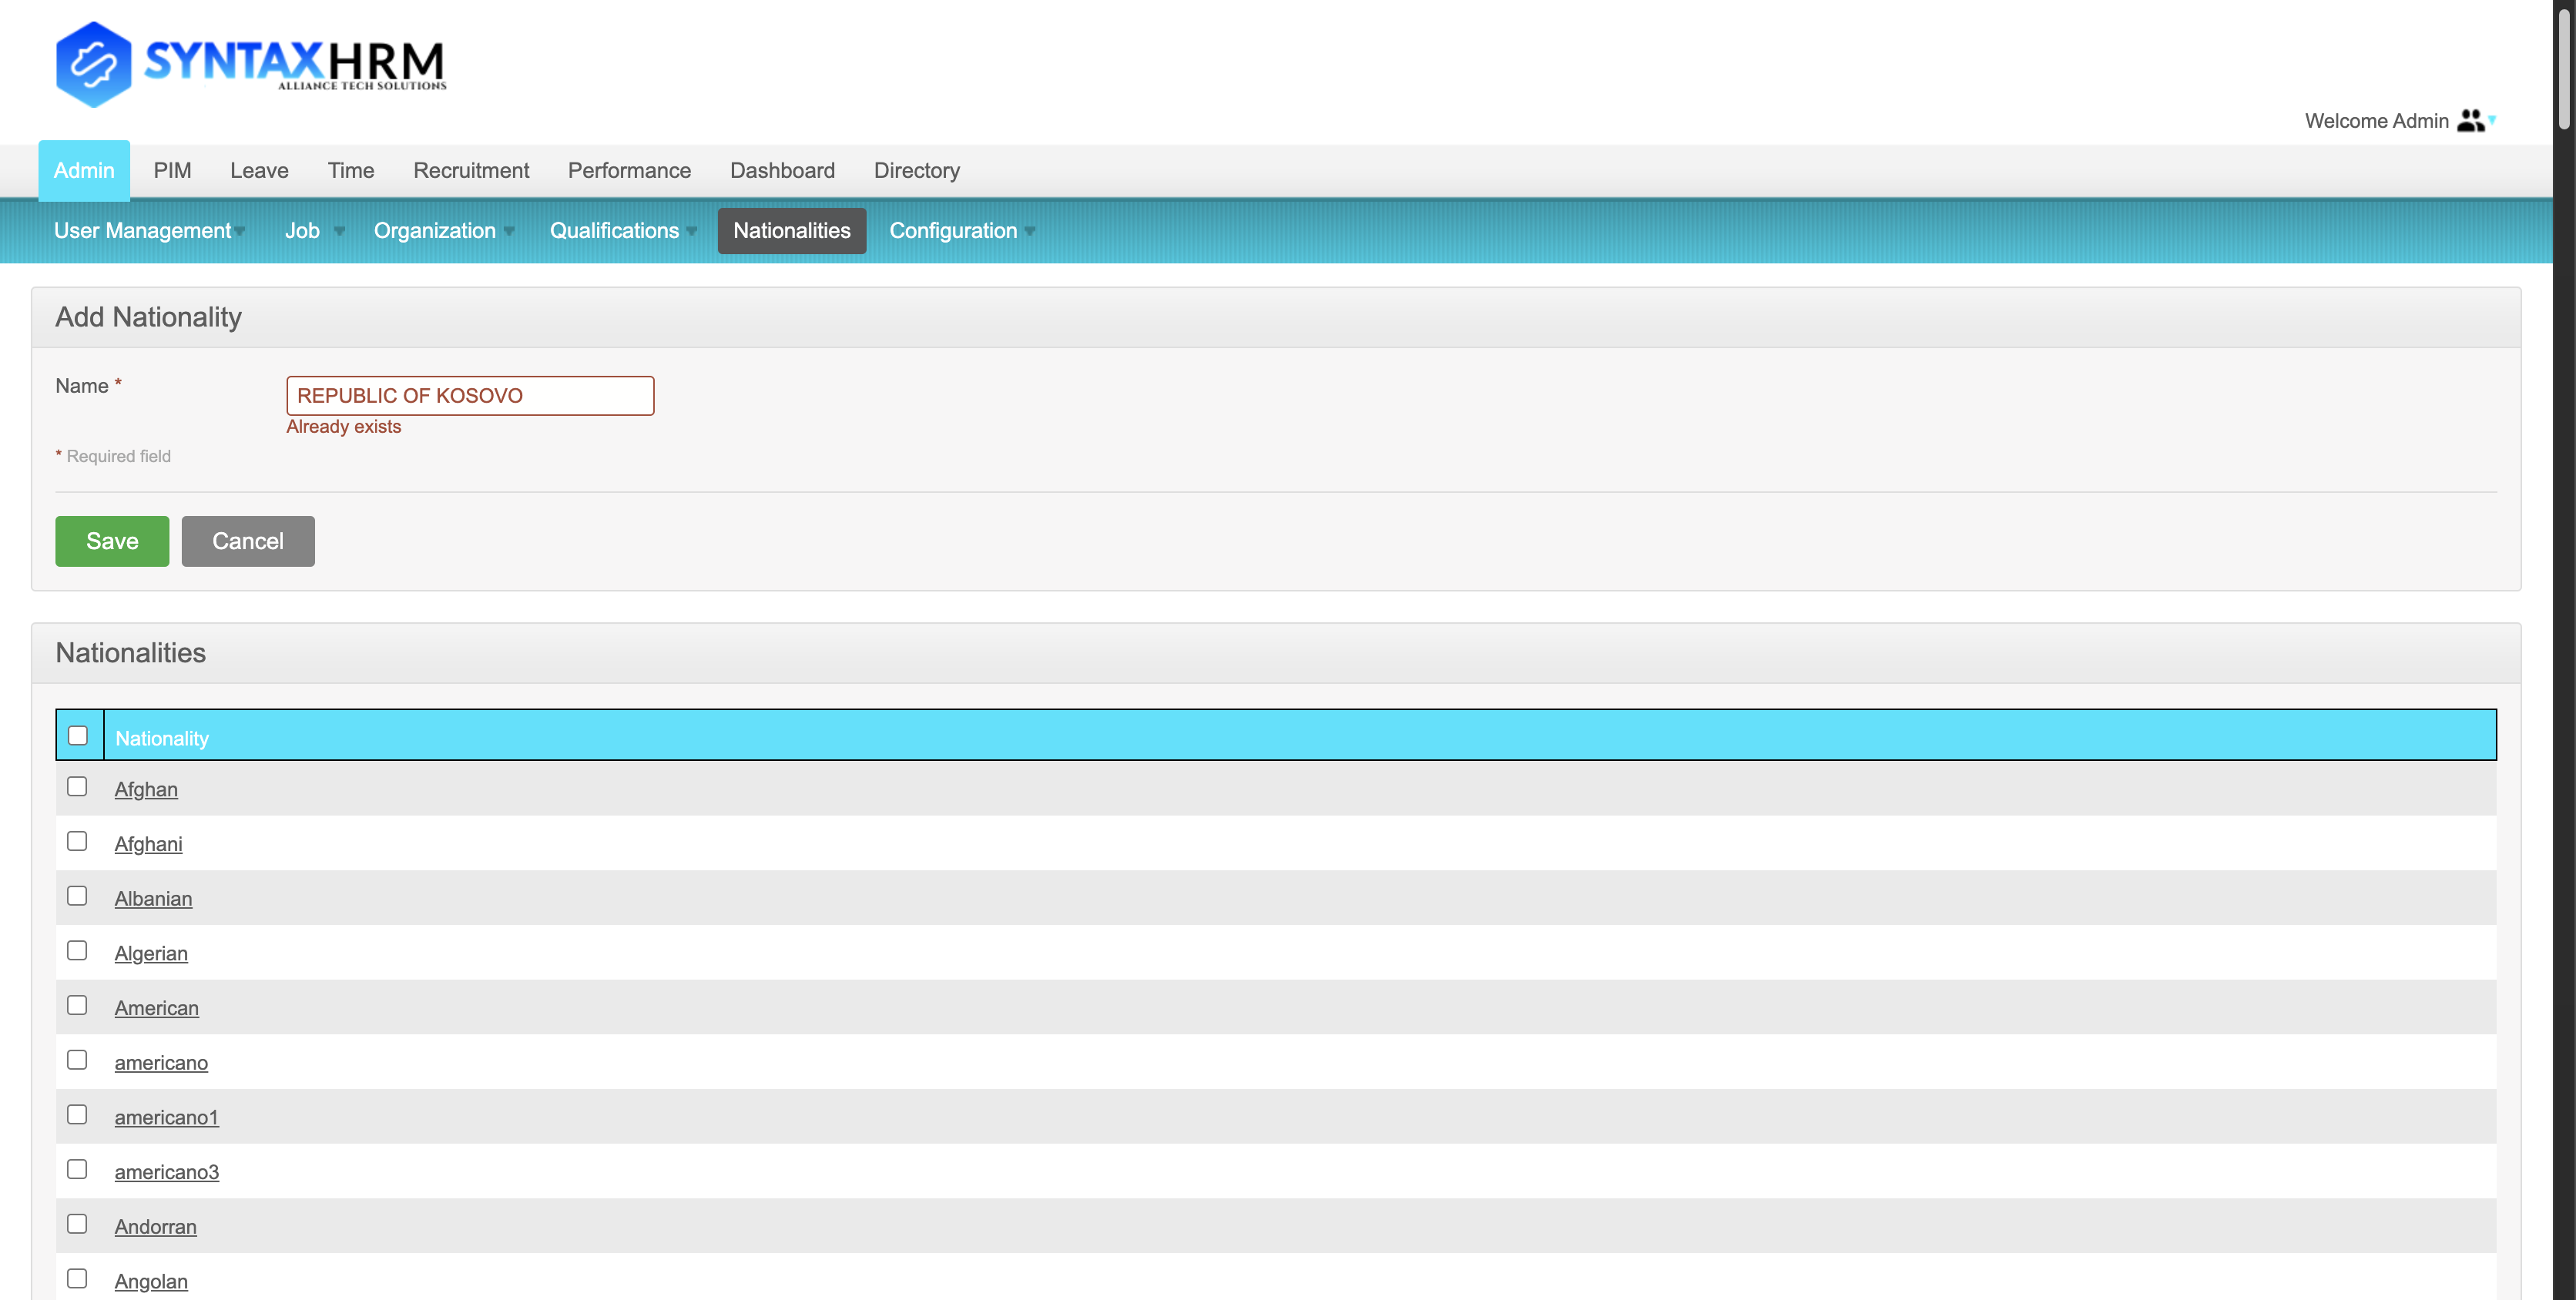 SYNTAXHRM
ALLIANCE TECH SOLUTIONS
Welcome Admin
Admin PIM Leave Time Recruitment Performance Dashboard Directory
User Management Job Organization Qualifications Nationalities Configuration
Add Nationality
Name *
REPUBLIC OF KOSOVO
Already exists
* Required field
Save Cancel
Nationalities
Nationality
Afghan
Afghani
Albanian
Algerian
American
americano
americano1
americano3
Andorran
Angolan